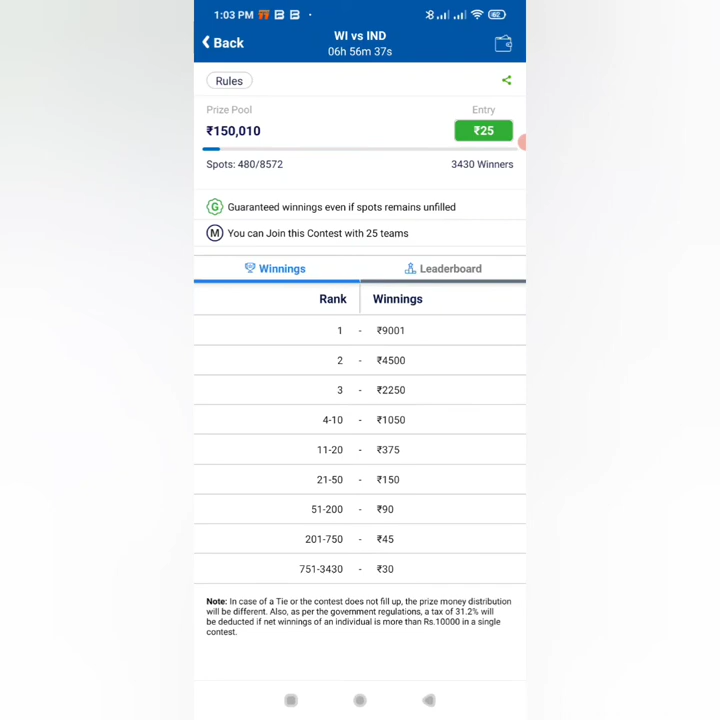 1:03 PM
62
Back
WI vs IND
06h 56m 37s
Rules
Prize Pool
Entry
₹150,010
₹25
Spots: 480/8572
3430 Winners
G Guaranteed winnings even if spots remains unfilled
M You can Join this Contest with 25 teams
Winnings
Leaderboard
Rank Winnings
1 - ₹9001
2 - ₹4500
3 - ₹2250
4-10 - ₹1050
11-20 - ₹375
21-50 - ₹150
51-200 - ₹90
201-750 - ₹45
751-3430 - ₹30
Note: In case of a Tie or the contest does not fill up, the prize money distribution
will be different. Also, as per the government regulations, a tax of 31.2% will
be deducted if net winnings of an individual is more than Rs.10000 in a single
contest.